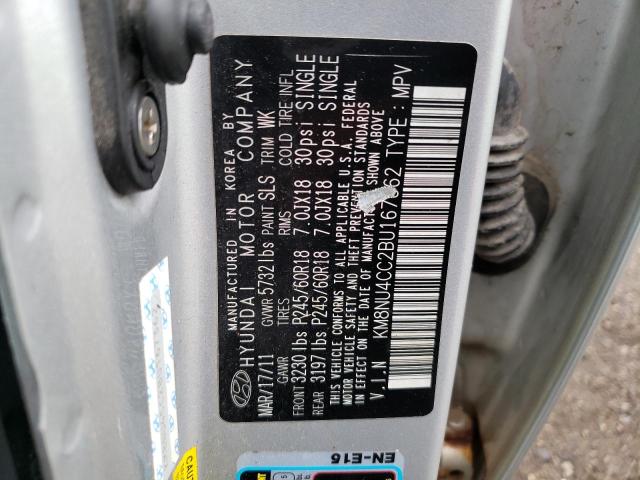 MANUFACTURED IN KOREA BY
HYUNDAI MOTOR COMPANY
MAR/17/11 GVWR 5732 lbs PAINT SLS TRIM WK
GAWR TIRES RIMS COLD TIRE INFL
FRONT 3230 lbs P245/60R18 7.0JX18 30psi SINGLE
REAR 3197 lbs P245/60R18 7.0JX18 30psi SINGLE
THIS VEHICLE CONFORMS TO ALL APPLICABLE U.S.A. FEDERAL
MOTOR VEHICLE SAFETY AND THEFT PREVENTION STANDARDS
IN EFFECT ON THE DATE OF MANUFACTURE SHOWN ABOVE
V.I.N KM8NU4CC2BU167662 TYPE : MPV
EN-E15
CAUTION